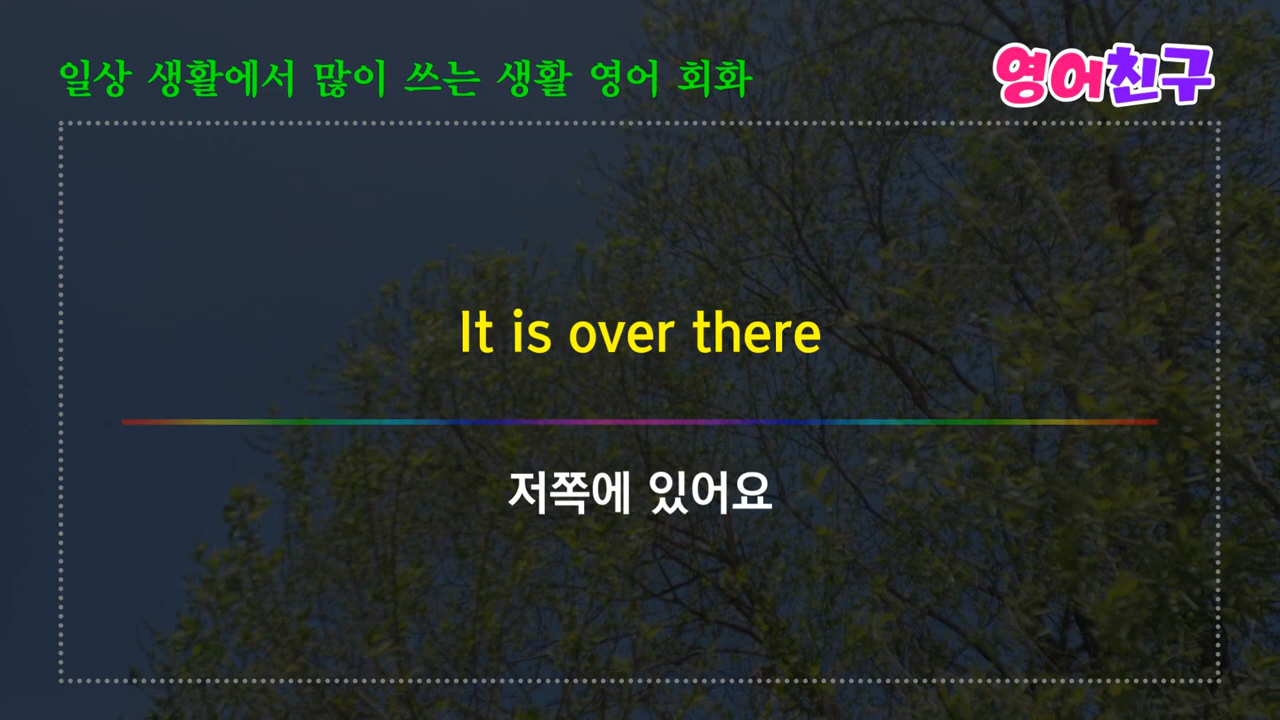 일상 생활에서 많이 쓰는 생활 영어 회화
영어친구
It is over there
저쪽에 있어요